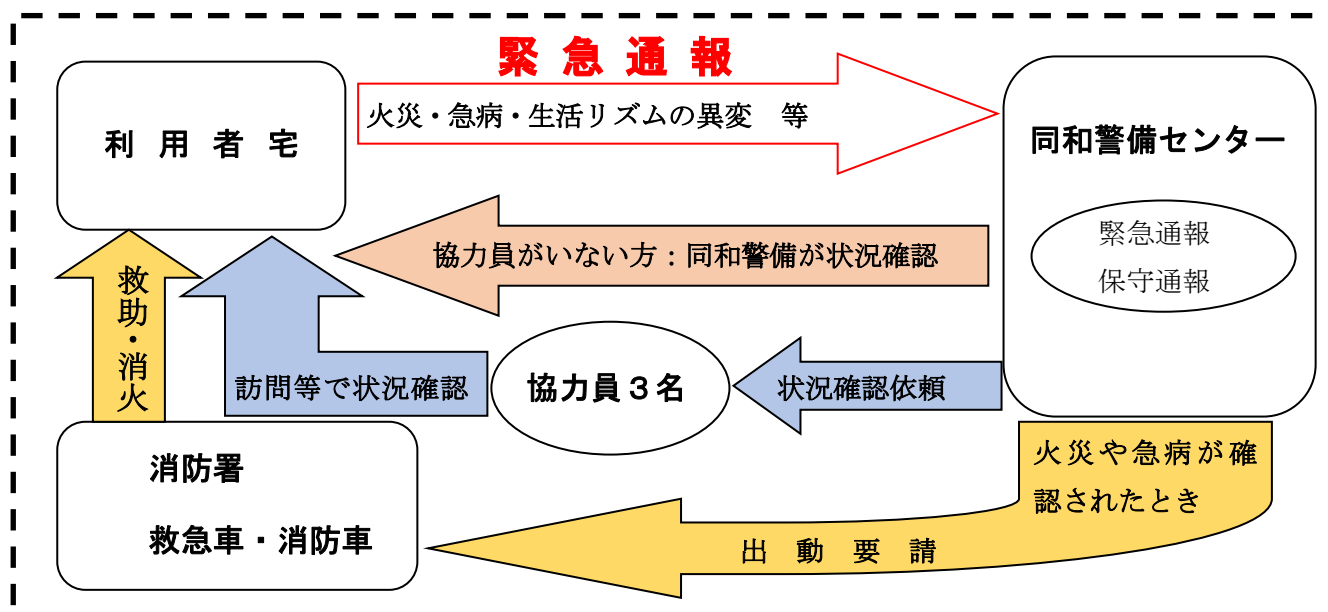 緊急通報
利用者宅
火災・急病・生活リズムの異変　等
同和警備センター
緊急通報
保守通報
協力員がいない方：同和警備が状況確認
救助・消火
訪問等で状況確認
協力員３名
状況確認依頼
消防署
救急車・消防車
火災や急病が確
認されたとき
出動要請